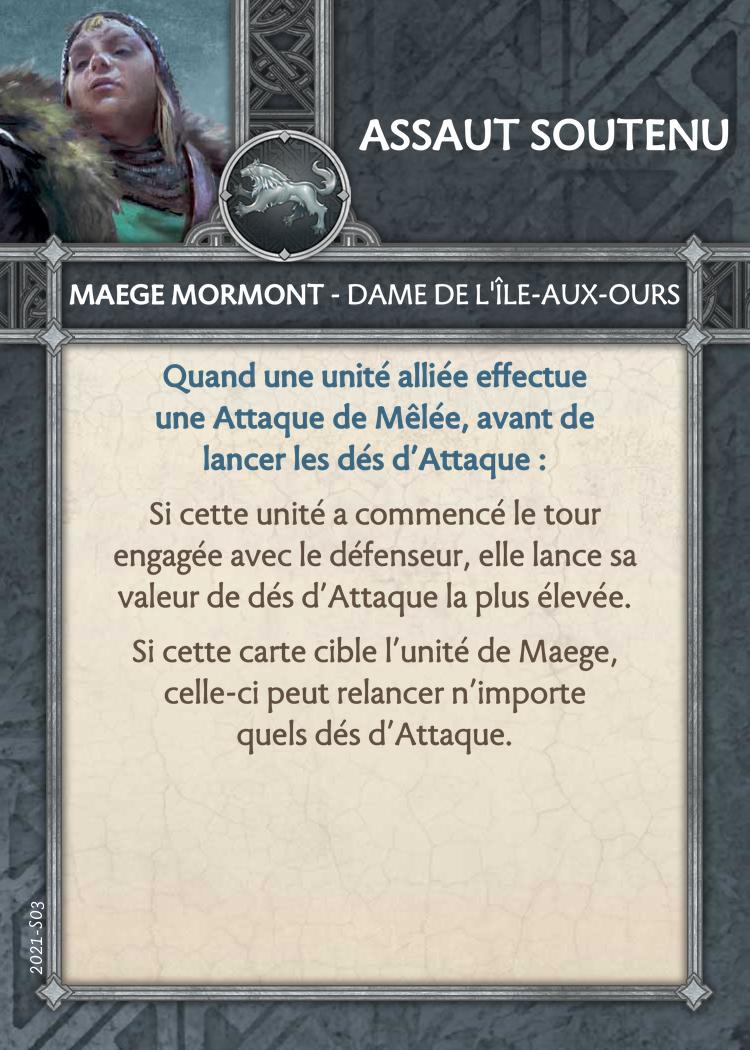 ASSAUT SOUTENU
MAEGE MORMONT - DAME DE L'ÎLE-AUX-OURS
Quand une unité alliée effectue
une Attaque de Mêlée, avant de
lancer les dés d’Attaque :
Si cette unité a commencé le tour
engagée avec le défenseur, elle lance sa
valeur de dés d’Attaque la plus élevée.
Si cette carte cible l’unité de Maege,
celle-ci peut relancer n’importe
quels dés d’Attaque.
2021-S03